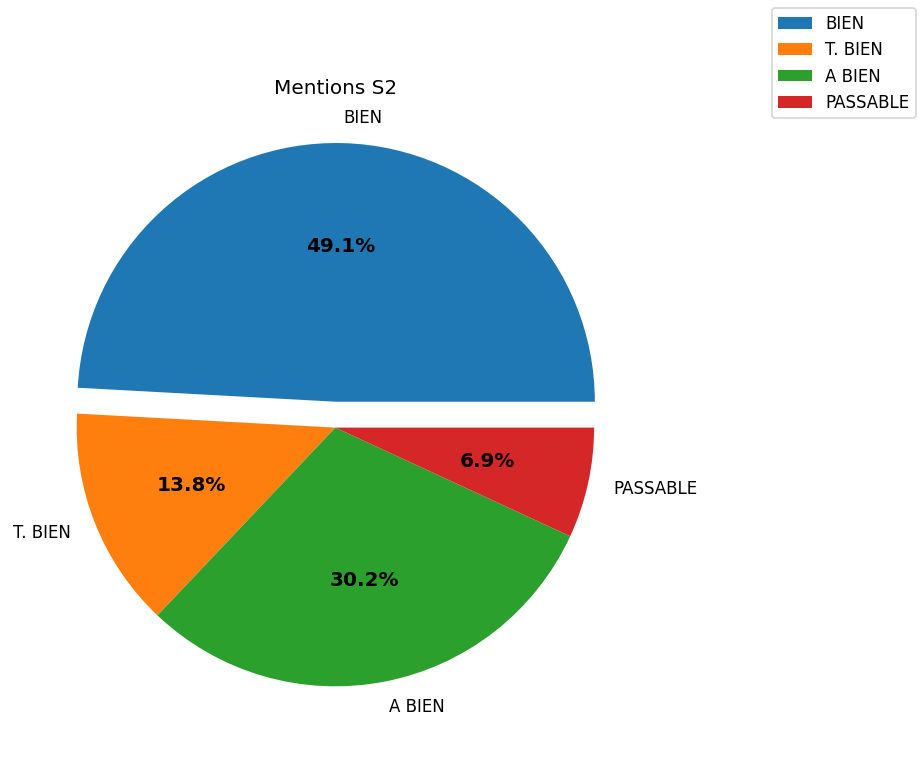 BIEN
T. BIEN
A BIEN
PASSABLE
Mentions S2
BIEN
49.1%
6.9%
13.8%
PASSABLE
T. BIEN
30.2%
A BIEN